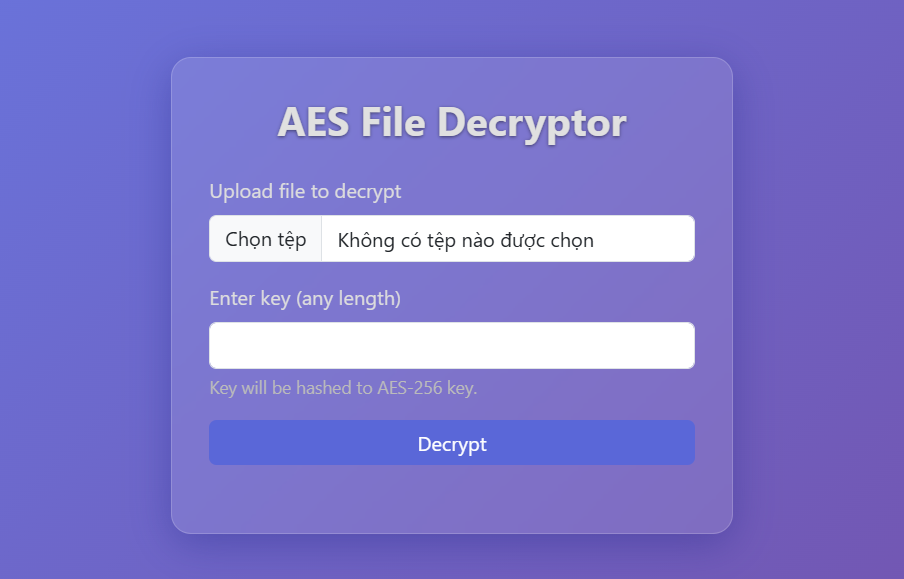 AES File Decryptor
Upload file to decrypt
Chọn tệp Không có tệp nào được chọn
Enter key (any length)
Key will be hashed to AES-256 key.
Decrypt